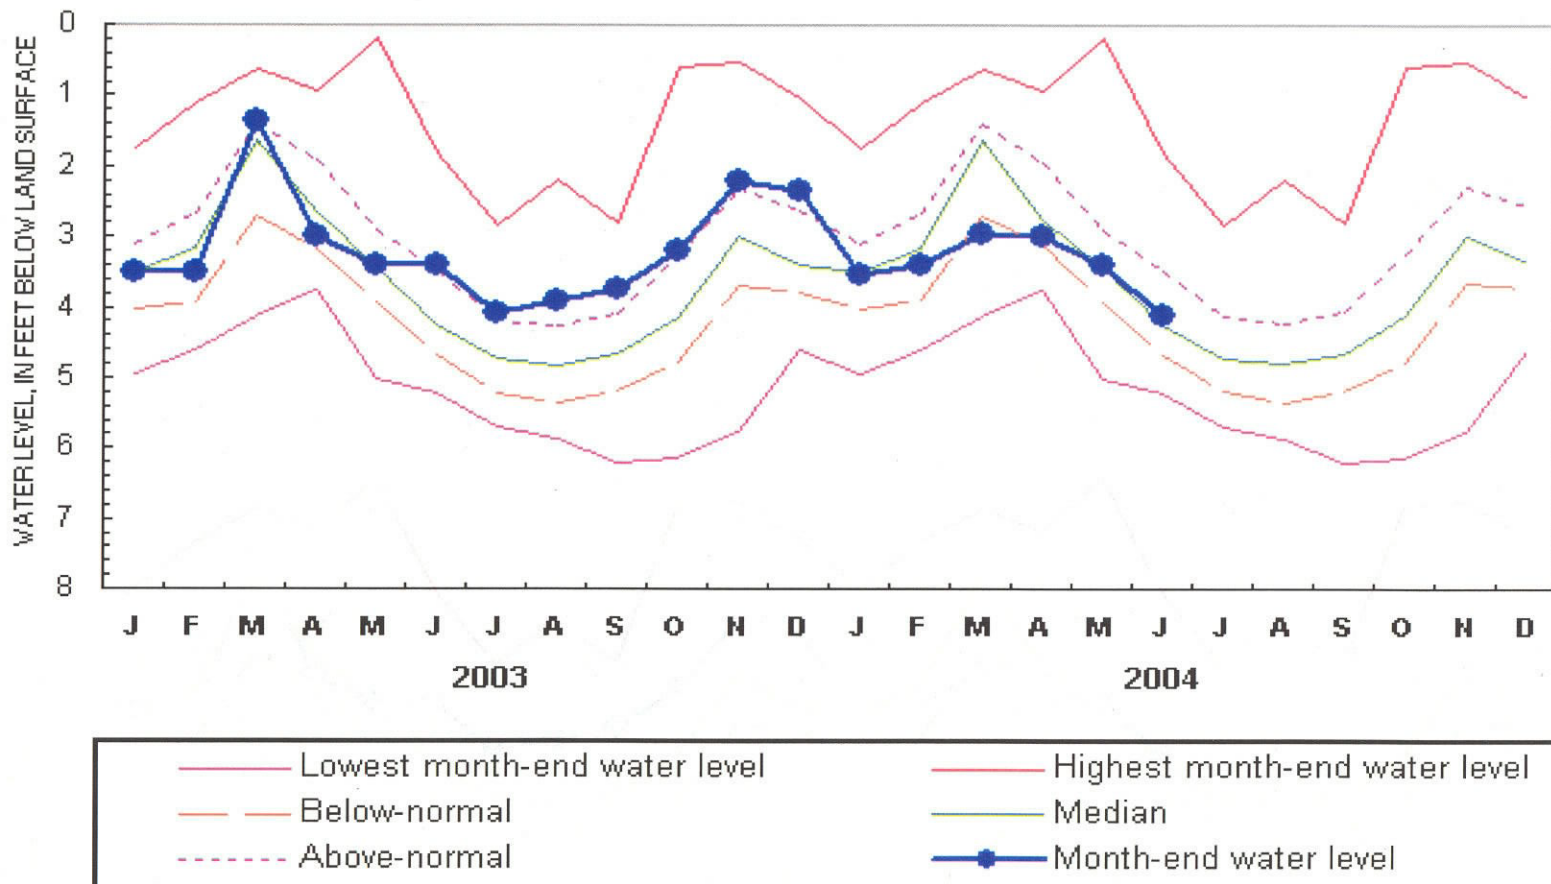 WATER LEVEL, IN FEET BELOW LAND SURFACE
0
1
2
3
4
5
6
7
8
J F M A M J J A S O N D J F M A M J J A S O N D
2003 2004
Lowest month-end water level Highest month-end water level
Below-normal Median
Above-normal Month-end water level